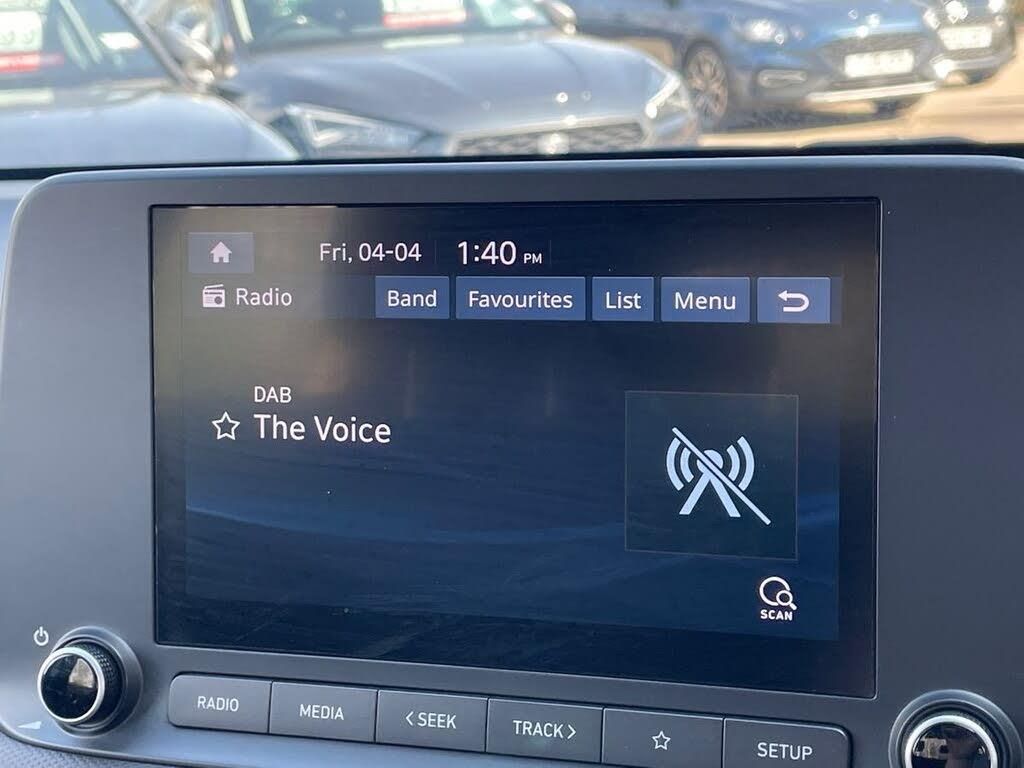 Fri, 04-04 1:40 PM
Radio Band Favourites List Menu
DAB
The Voice
SCAN
RADIO MEDIA <SEEK TRACK> SETUP